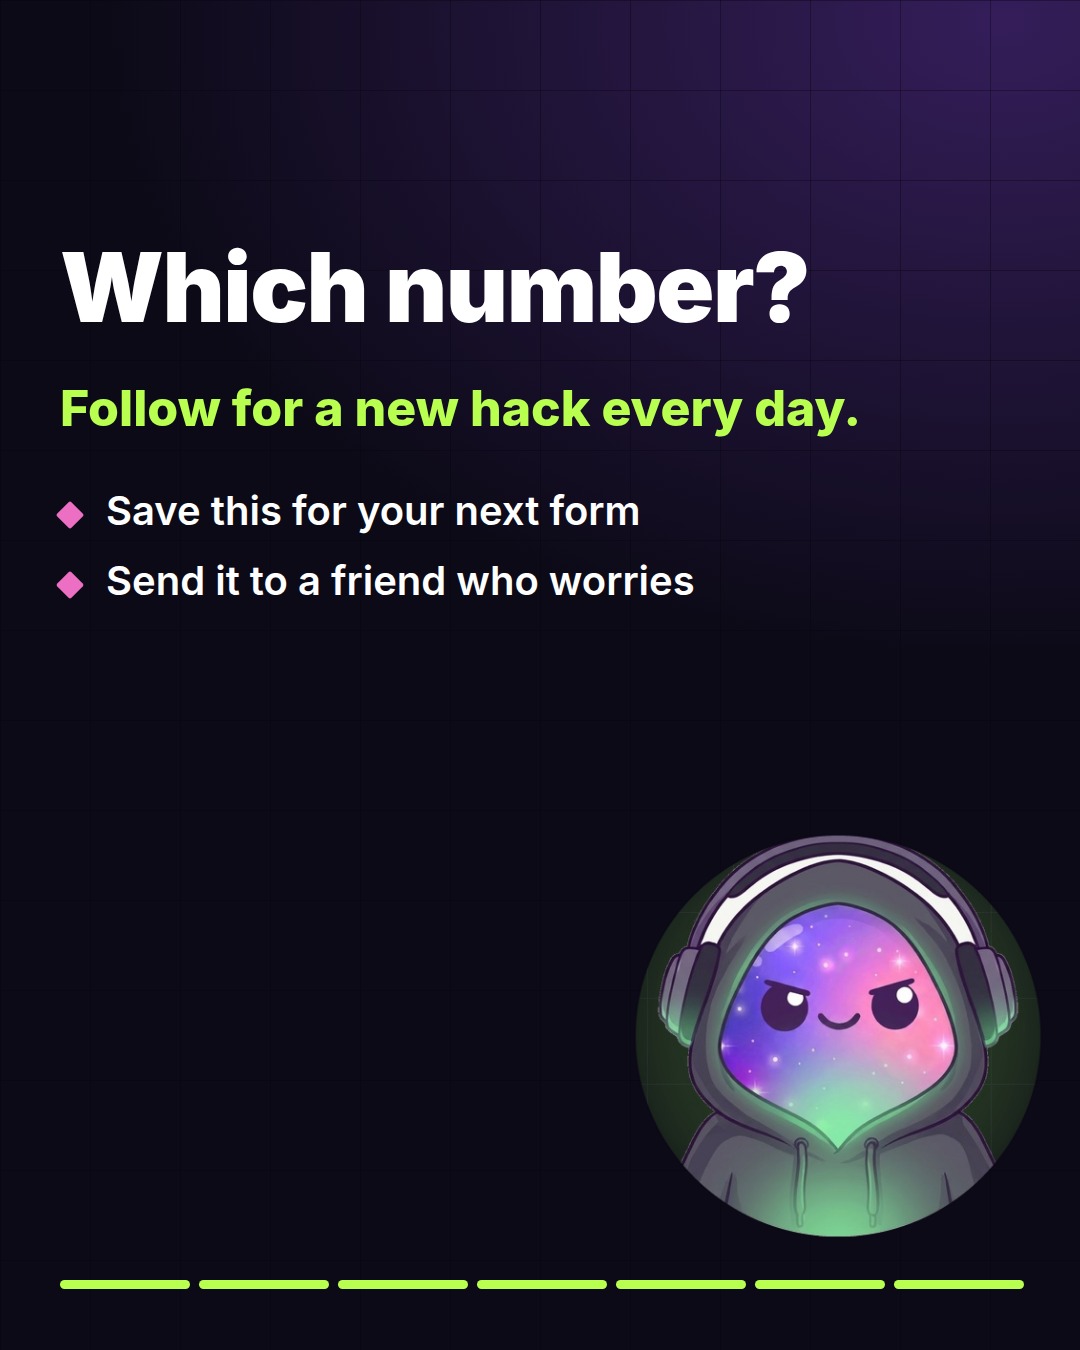 Which number?
Follow for a new hack every day.
Save this for your next form
Send it to a friend who worries